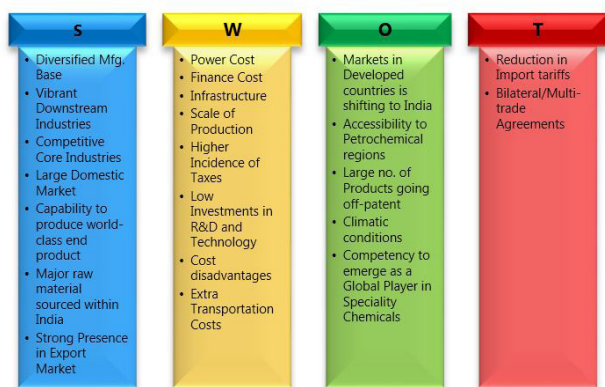 S
• Diversified Mfg.
Base
• Vibrant
Downstream
Industries
• Competitive
Core Industries
• Large Domestic
Market
• Capability to
produce world-
class end
product
• Major raw
material
sourced within
India
• Strong Presence
in Export
Market
W
• Power Cost
• Finance Cost
• Infrastructure
• Scale of
Production
• Higher
Incidence of
Taxes
• Low
Investments in
R&D and
Technology
• Cost
disadvantages
• Extra
Transportation
Costs
O
• Markets in
Developed
countries is
shifting to India
• Accessibility to
Petrochemical
regions
• Large no. of
Products going
off-patent
• Climatic
conditions
• Competency to
emerge as a
Global Player in
Speciality
Chemicals
T
• Reduction in
Import tariffs
• Bilateral/Multi-
trade
Agreements